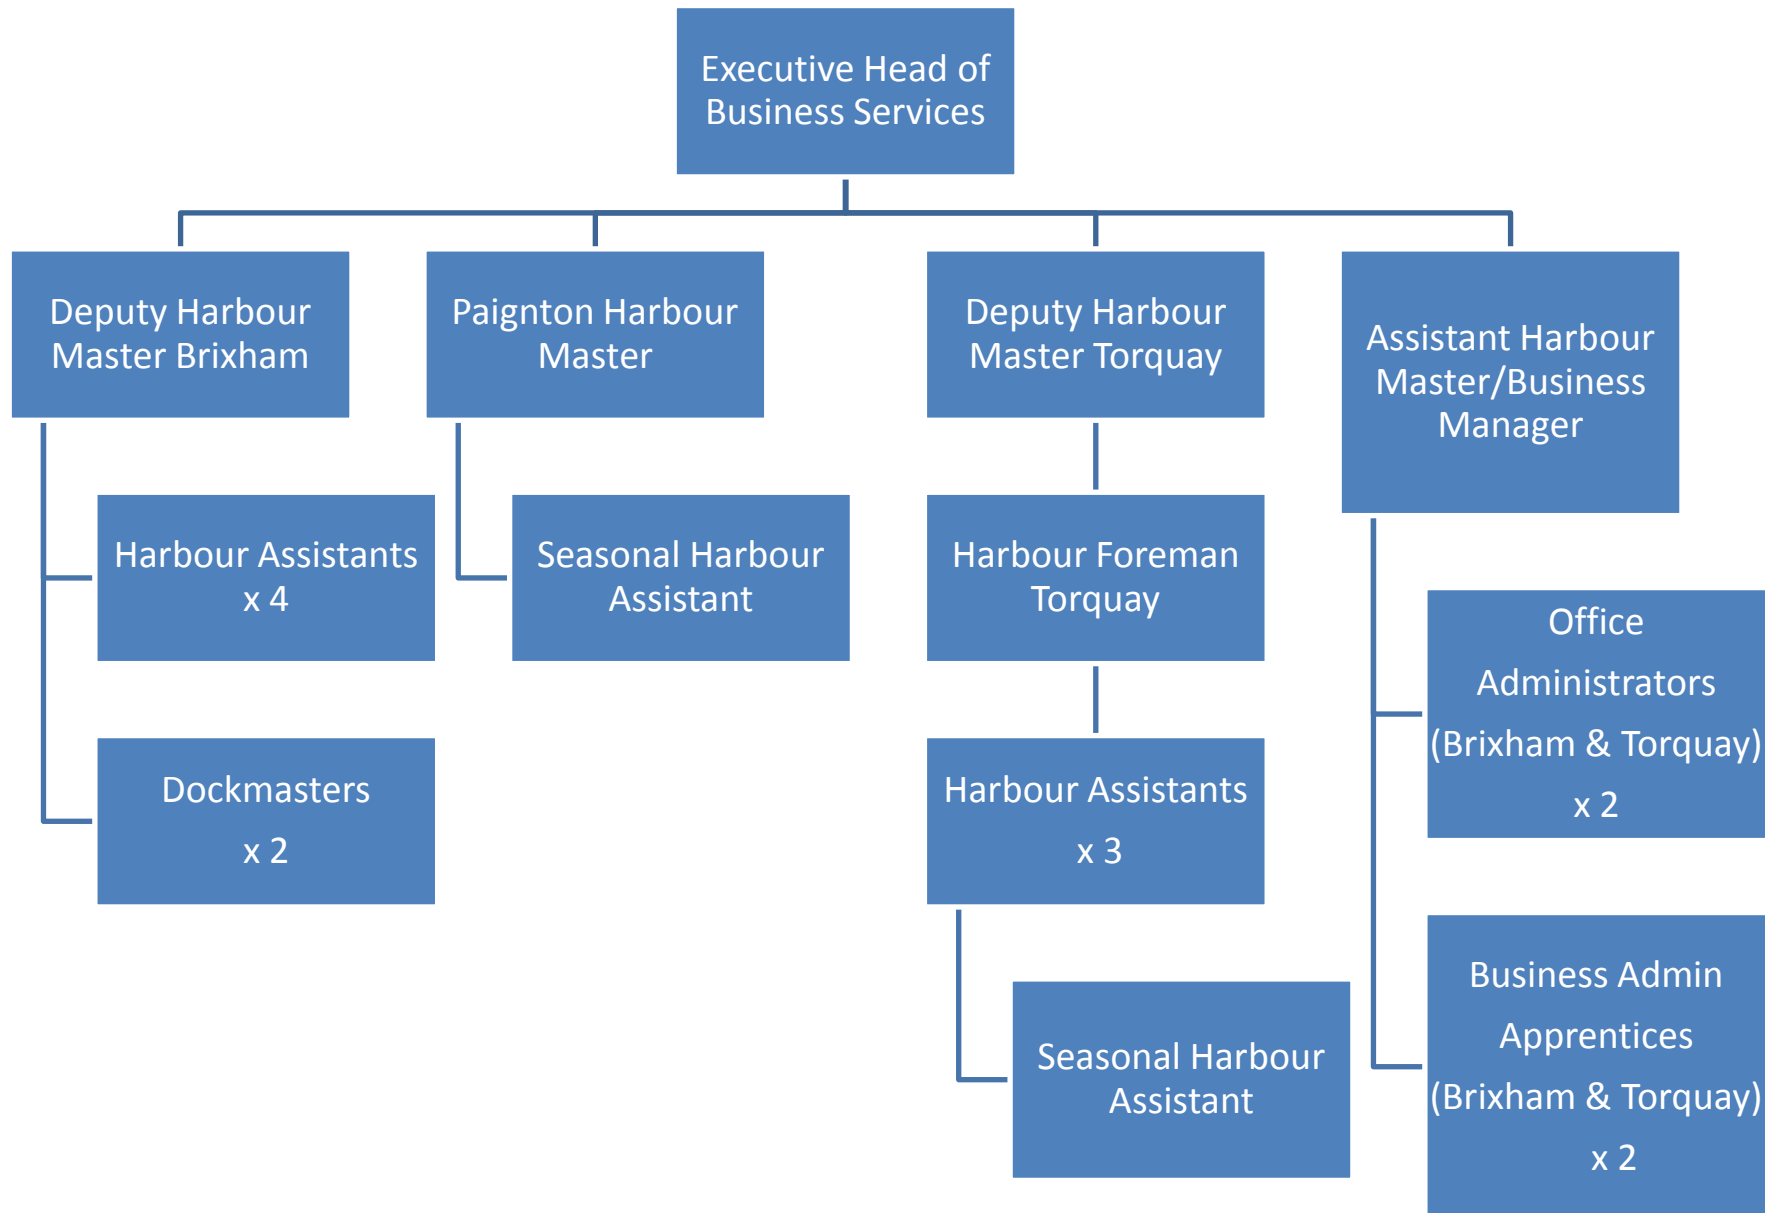 Executive Head of
Business Services
Deputy Harbour
Master Brixham
Paignton Harbour
Master
Deputy Harbour
Master Torquay
Assistant Harbour
Master/Business
Manager
Harbour Assistants
x 4
Seasonal Harbour
Assistant
Harbour Foreman
Torquay
Office
Administrators
(Brixham & Torquay)
x 2
Dockmasters
x 2
Harbour Assistants
x 3
Business Admin
Apprentices
(Brixham & Torquay)
x 2
Seasonal Harbour
Assistant